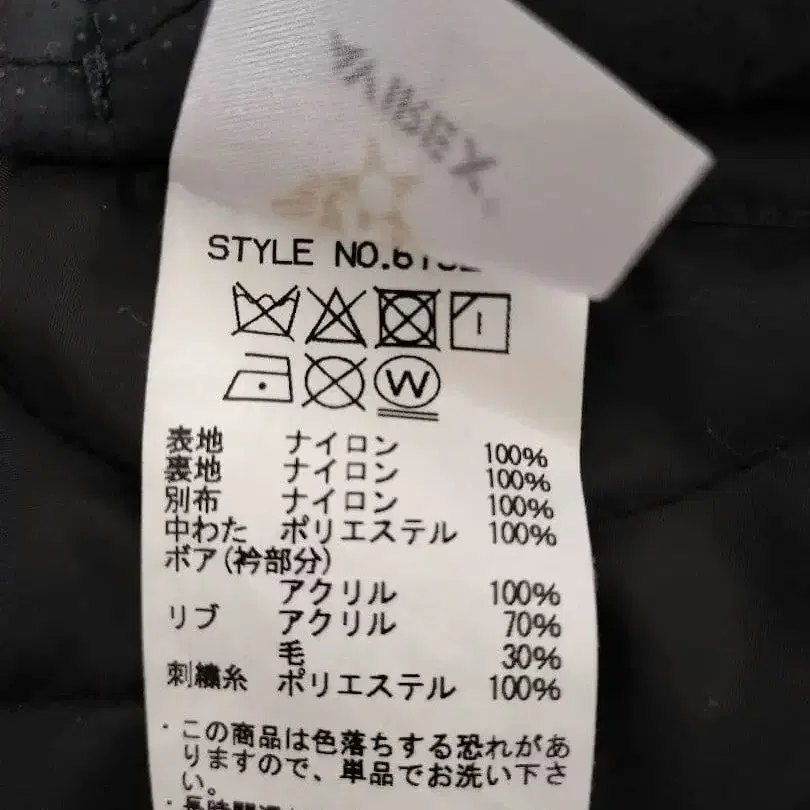 AVIREX
STYLE NO.
W
表地 ナイロン 100%
裏地 ナイロン 100%
別布 ナイロン 100%
中わた ポリエステル 100%
ボア(衿部分)
アクリル 100%
リブ アクリル 70%
毛 30%
刺繍糸 ポリエステル 100%
・この商品は色落ちする恐れがあ
りますので、単品でお洗い下さ
い。